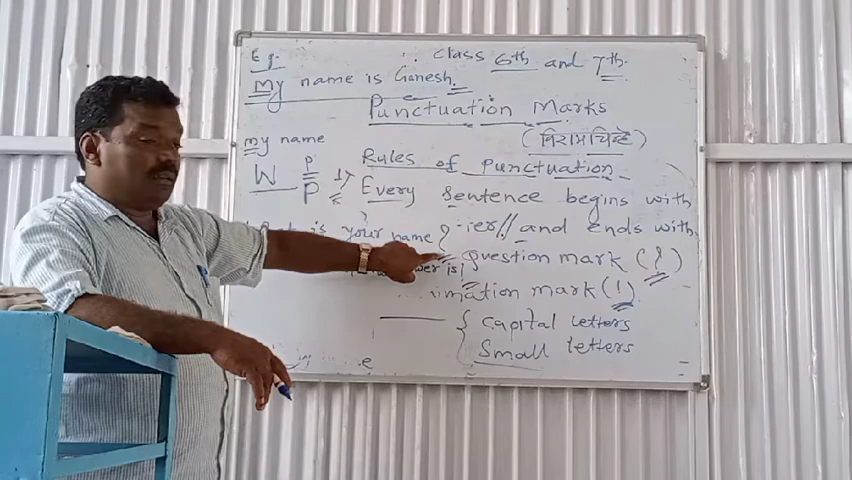 Eg. class 6th and 7th.
My name is Ganesh.
Punctuation Marks
(विरामचिन्हे)
my name
Rules of Punctuation
W P P 1) Every sentence begins with
is your name ? and ends with
question mark (?)
mation mark (!)
capital letters
Small letters